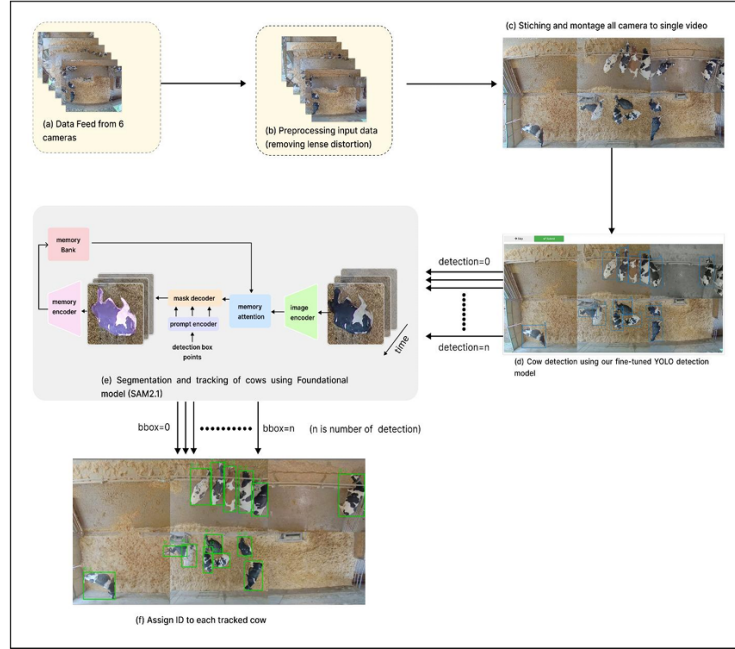 (a) Data Feed from 6
cameras
(b) Preprocessing input data
(removing lense distortion)
(c) Stiching and montage all camera to single video
detection=0
detection=n
(d) Cow detection using our fine-tuned YOLO detection
model
memory
Bank
memory
encoder
mask decoder
prompt encoder
detection box
points
memory
attention
image
encoder
time
(e) Segmentation and tracking of cows using Foundational
model (SAM2.1)
bbox=0
bbox=n
(n is number of detection)
(f) Assign ID to each tracked cow